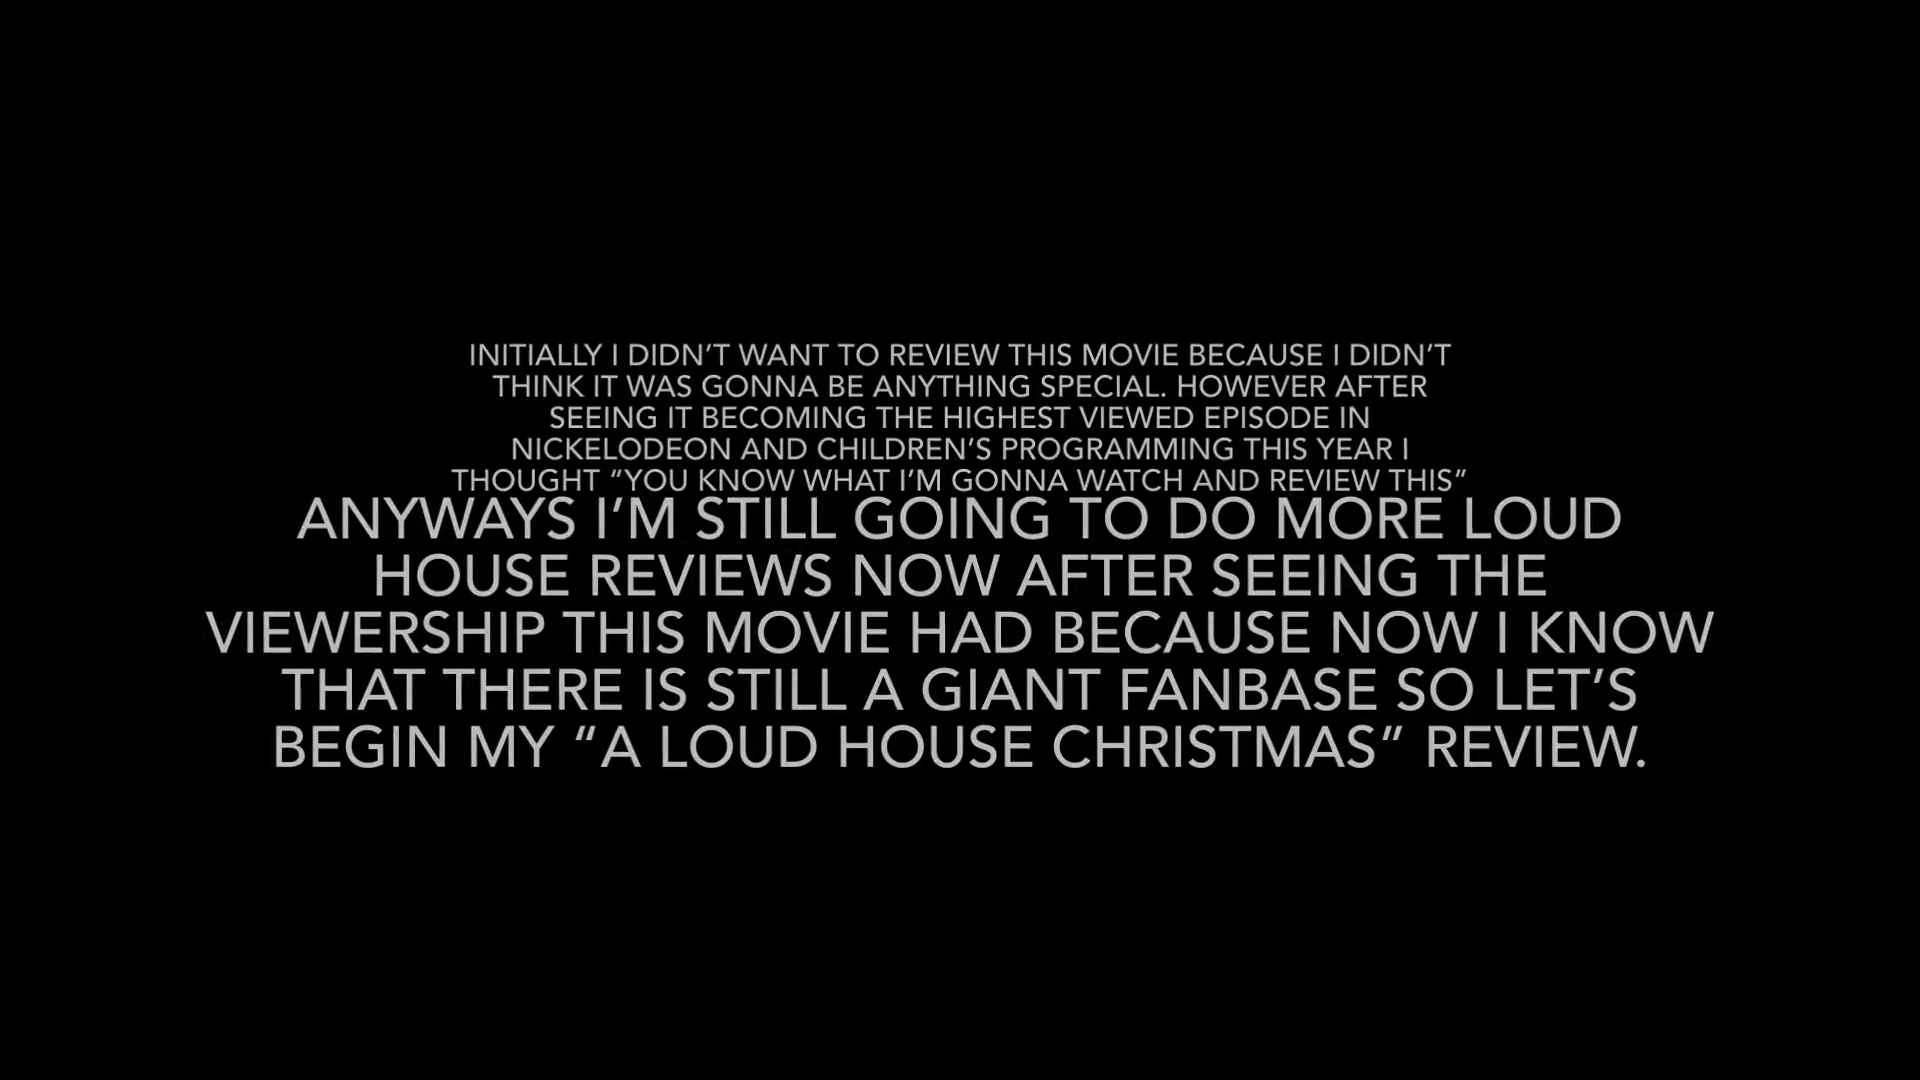 INITIALLY I DIDN’T WANT TO REVIEW THIS MOVIE BECAUSE I DIDN’T
THINK IT WAS GONNA BE ANYTHING SPECIAL. HOWEVER AFTER
SEEING IT BECOMING THE HIGHEST VIEWED EPISODE IN
NICKELODEON AND CHILDREN’S PROGRAMMING THIS YEAR I
THOUGHT “YOU KNOW WHAT I’M GONNA WATCH AND REVIEW THIS”
ANYWAYS I’M STILL GOING TO DO MORE LOUD
HOUSE REVIEWS NOW AFTER SEEING THE
VIEWERSHIP THIS MOVIE HAD BECAUSE NOW I KNOW
THAT THERE IS STILL A GIANT FANBASE SO LET’S
BEGIN MY “A LOUD HOUSE CHRISTMAS” REVIEW.